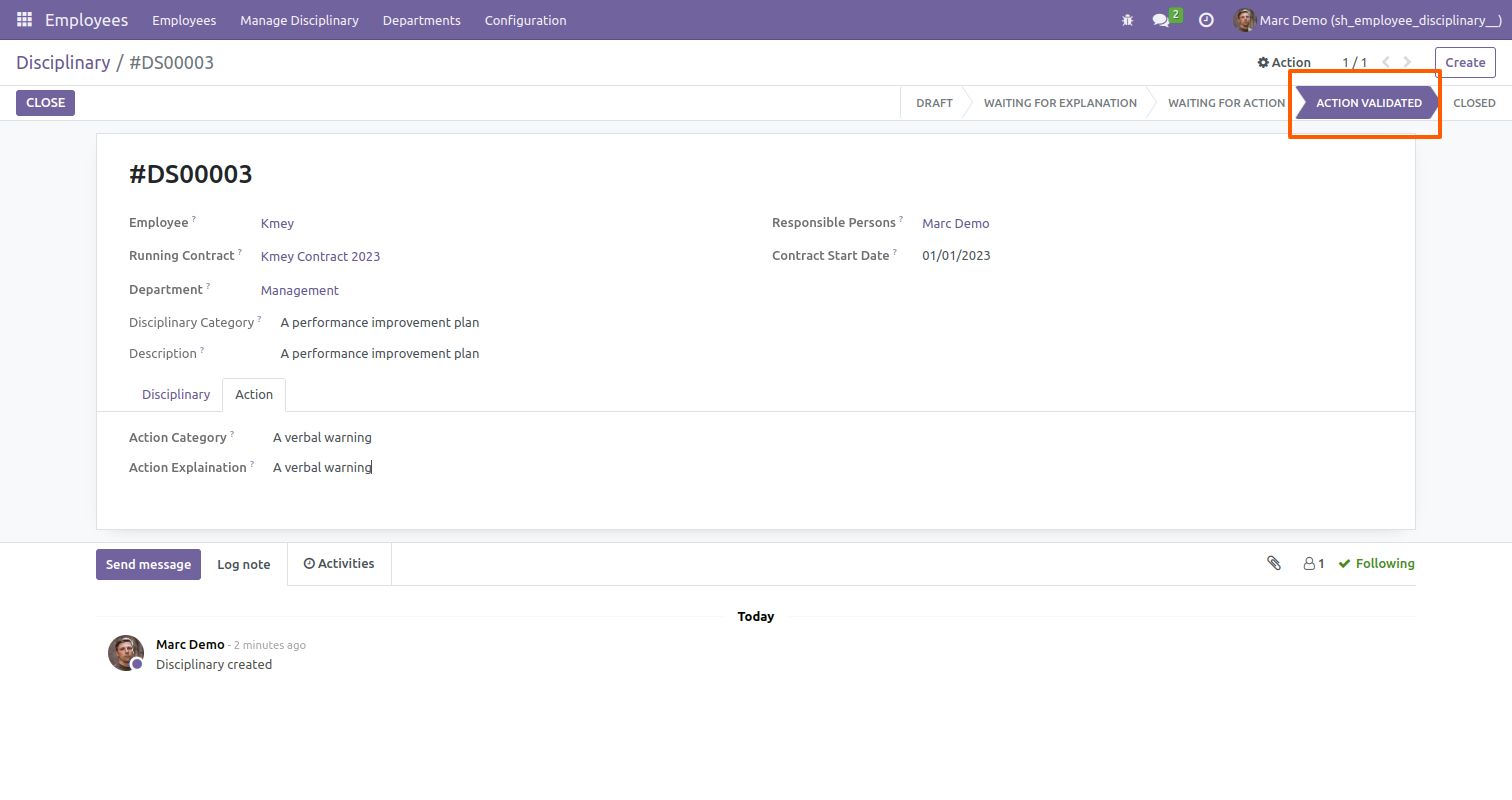 Employees Employees Manage Disciplinary Departments Configuration 2 Marc Demo (sh_employee_disciplinary__)
Disciplinary / #DS00003 Action 1 / 1 Create
CLOSE DRAFT WAITING FOR EXPLANATION WAITING FOR ACTION ACTION VALIDATED CLOSED
#DS00003
Employee ? Kmey Responsible Persons ? Marc Demo
Running Contract ? Kmey Contract 2023 Contract Start Date ? 01/01/2023
Department ? Management
Disciplinary Category ? A performance improvement plan
Description ? A performance improvement plan
Disciplinary Action
Action Category ? A verbal warning
Action Explaination ? A verbal warning
Send message Log note Activities 1 Following
Today
Marc Demo - 2 minutes ago
Disciplinary created